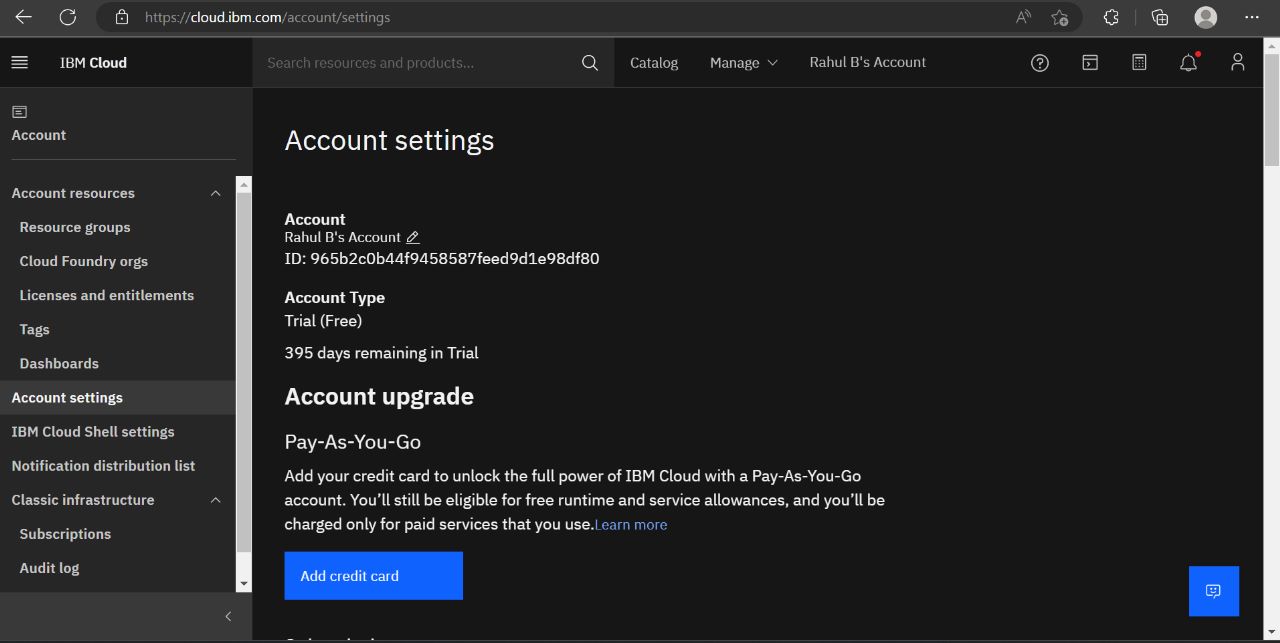 https://cloud.ibm.com/account/settings
IBM Cloud
Search resources and products...
Catalog
Manage
Rahul B's Account
Account
Account resources
Resource groups
Cloud Foundry orgs
Licenses and entitlements
Tags
Dashboards
Account settings
IBM Cloud Shell settings
Notification distribution list
Classic infrastructure
Subscriptions
Audit log
Account settings
Account
Rahul B's Account
ID: 965b2c0b44f9458587feed9d1e98df80
Account Type
Trial (Free)
395 days remaining in Trial
Account upgrade
Pay-As-You-Go
Add your credit card to unlock the full power of IBM Cloud with a Pay-As-You-Go
account. You’ll still be eligible for free runtime and service allowances, and you’ll be
charged only for paid services that you use.Learn more
Add credit card